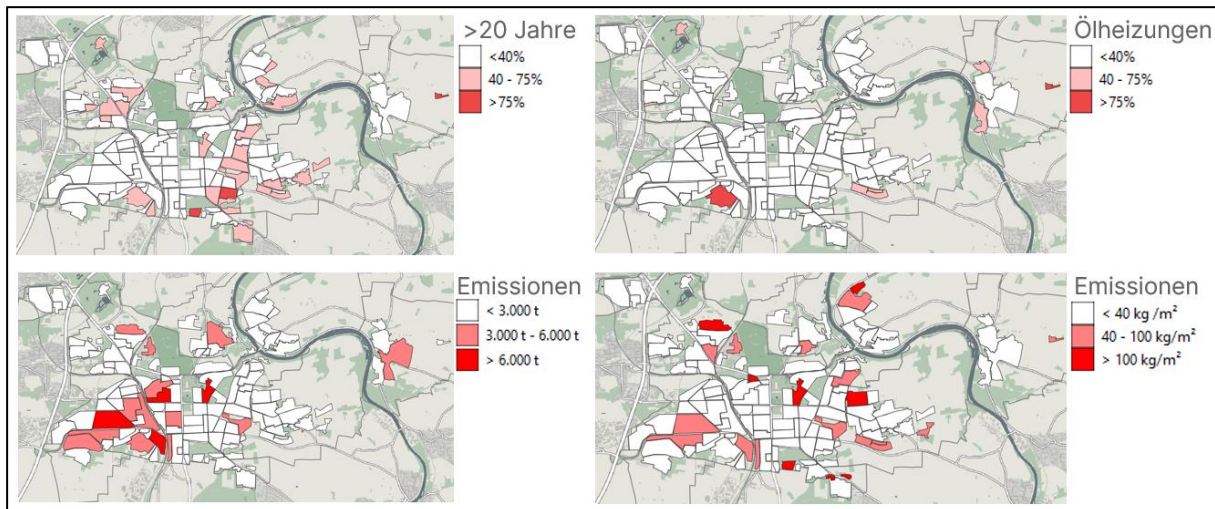 >20 Jahre
<40%
40 - 75%
>75%
Ölheizungen
<40%
40 - 75%
>75%
Emissionen
< 3.000 t
3.000 t - 6.000 t
> 6.000 t
Emissionen
< 40 kg /m²
40 - 100 kg/m²
> 100 kg/m²